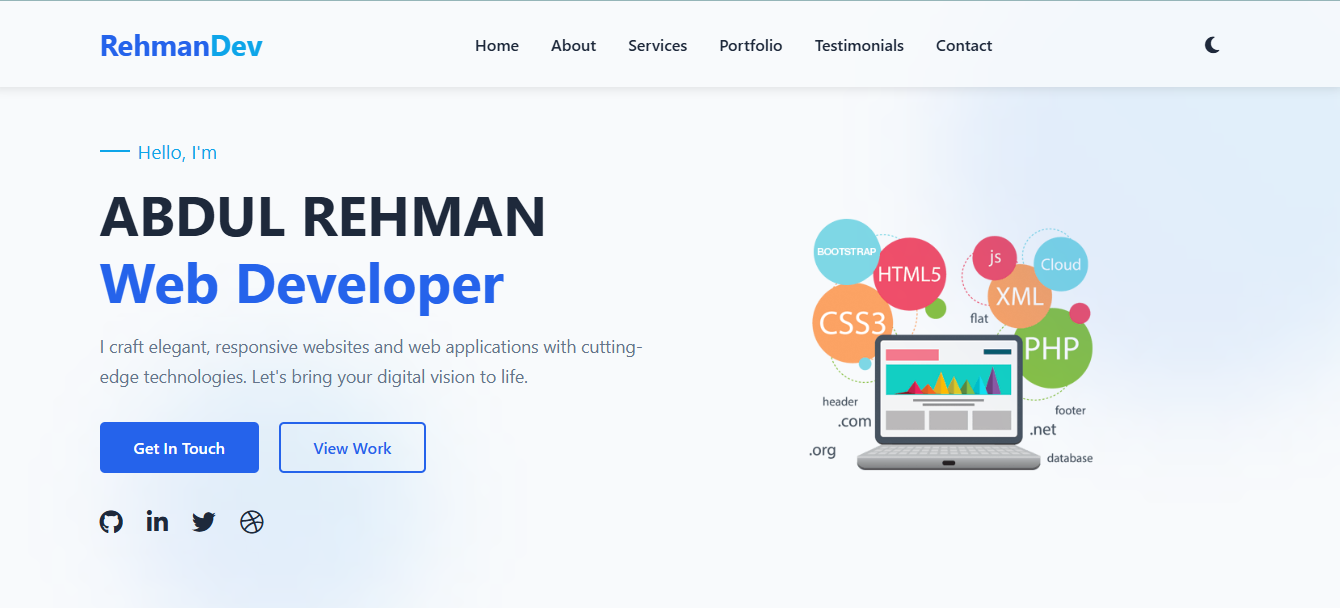 RehmanDev
Home
About
Services
Portfolio
Testimonials
Contact
Hello, I'm
ABDUL REHMAN
Web Developer
I craft elegant, responsive websites and web applications with cutting-
edge technologies. Let's bring your digital vision to life.
Get In Touch
View Work
BOOTSTRAP
HTML5
CSS3
js
Cloud
XML
flat
PHP
header
.com
.org
footer
.net
database